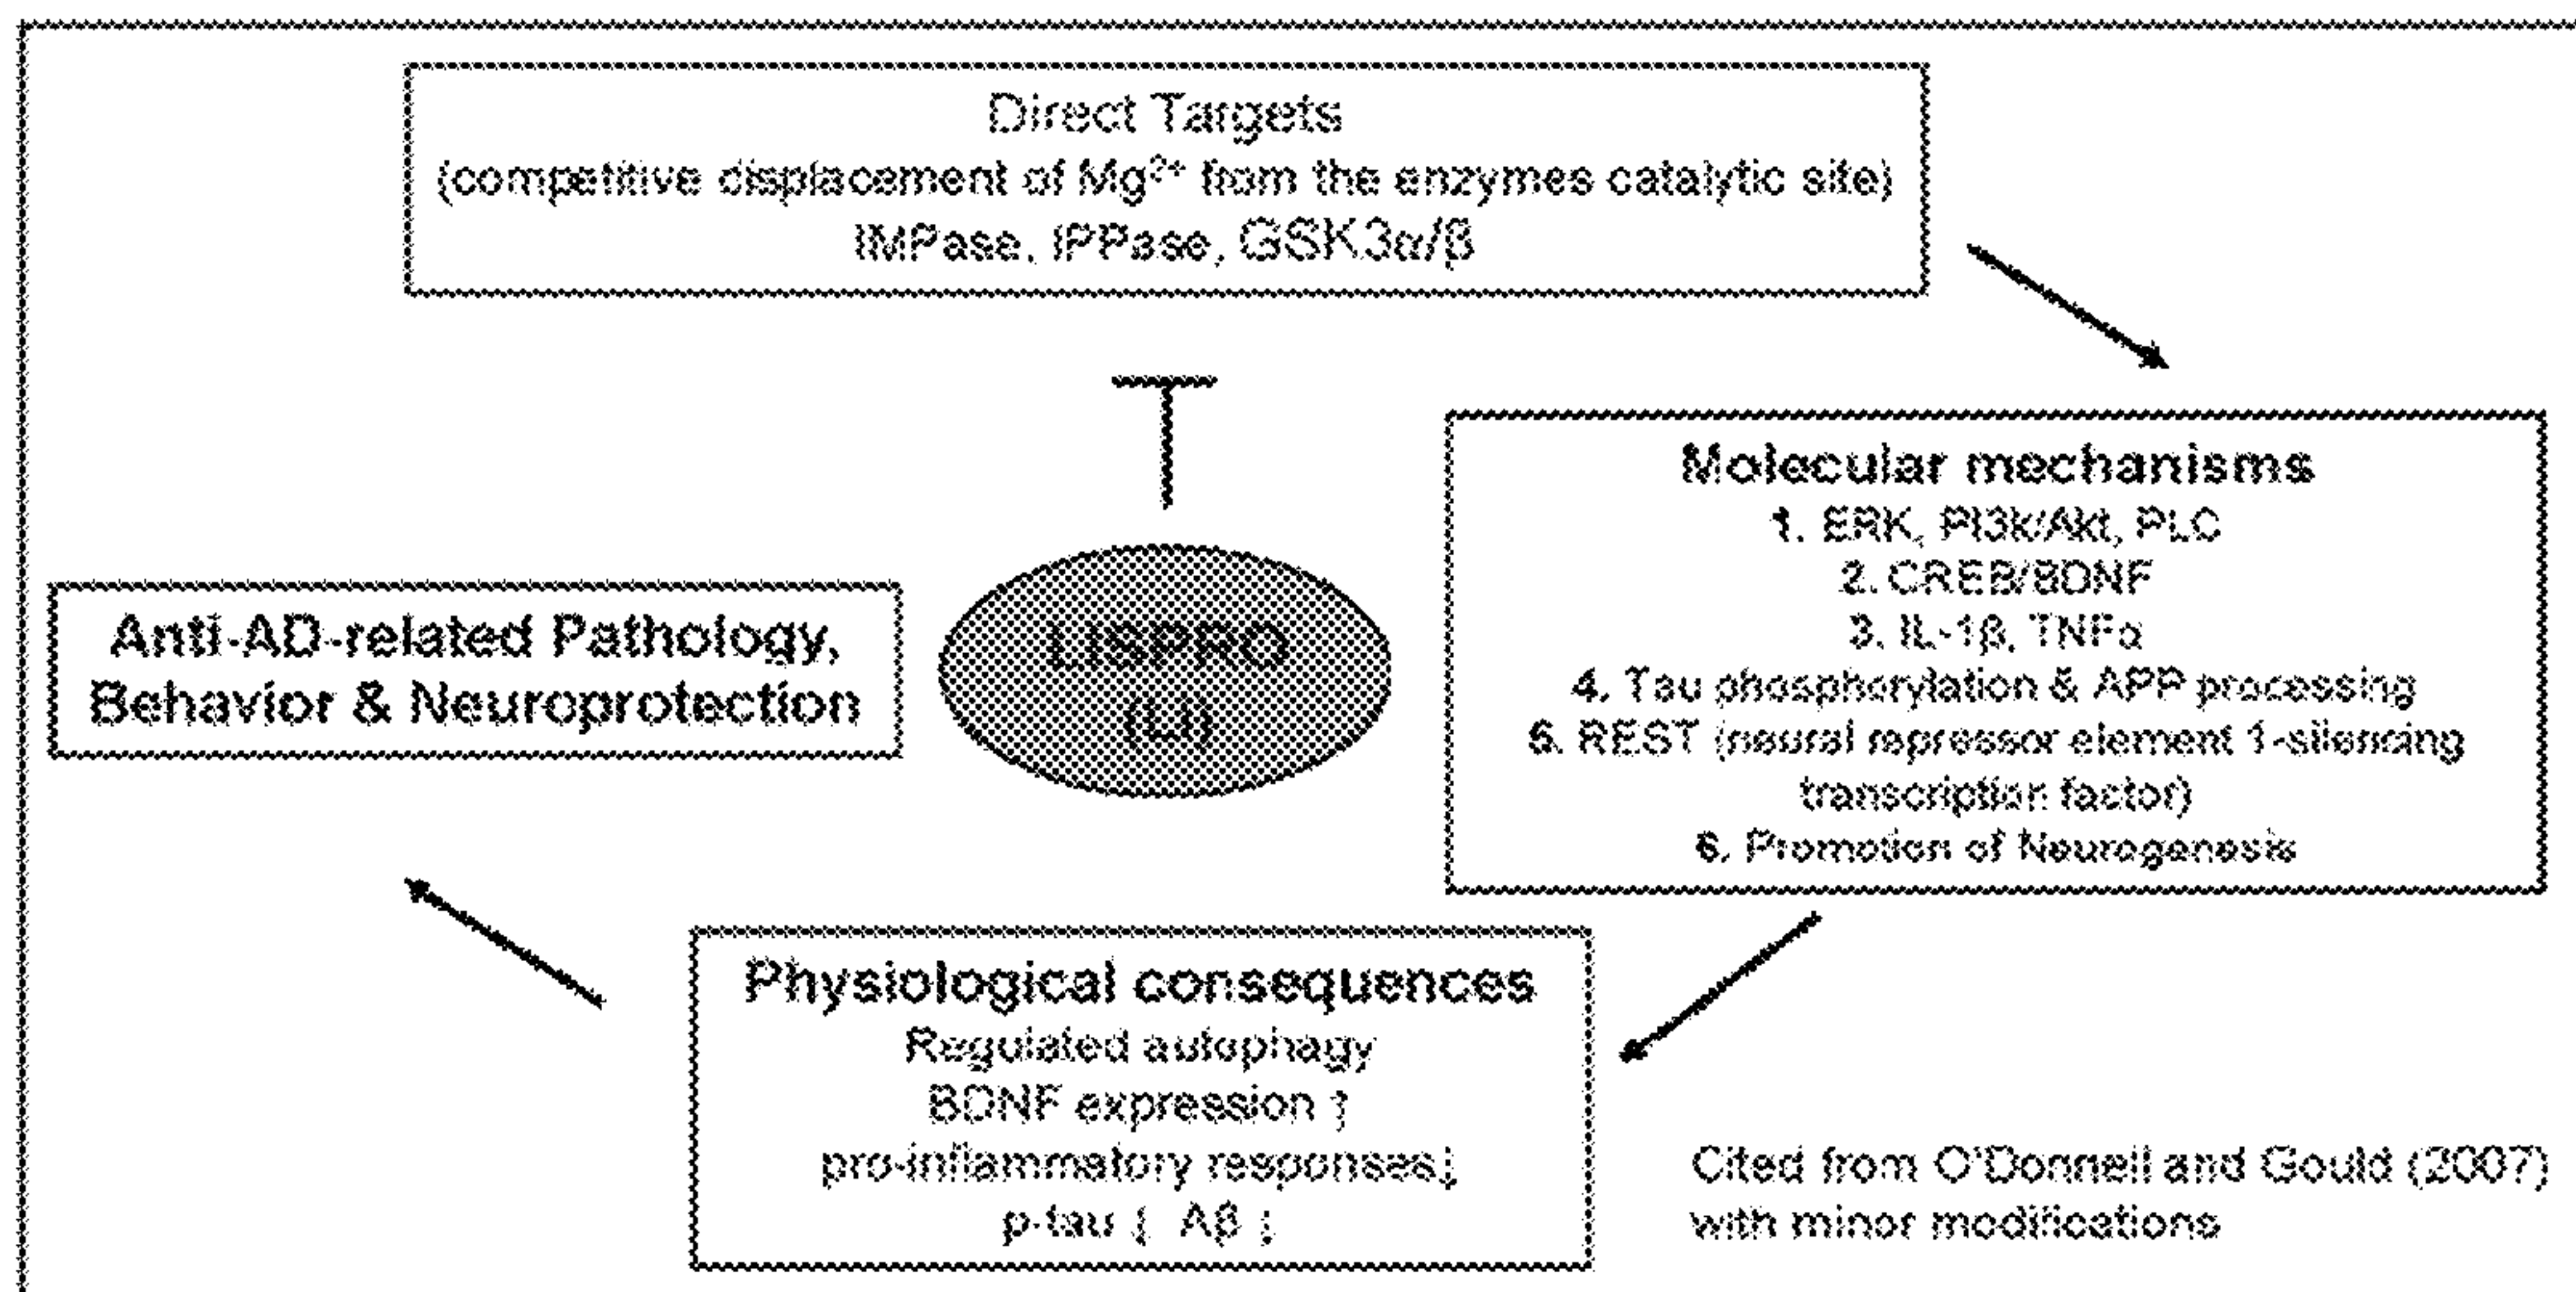 Direct Targets
(competitive displacement of Mg²⁺ from the enzymes catalytic site)
IMPase, IPPase, GSK3α/β
Molecular mechanisms
1. ERK, PI3k/Akt, PLC
2. CREB/BDNF
3. IL-1β, TNFα
4. Tau phosphorylation & APP processing
5. REST (neural repressor element 1-silencing
transcription factor)
6. Promotion of Neurogenesis
LISPRO
(Li)
Anti-AD-related Pathology,
Behavior & Neuroprotection
Physiological consequences
Regulated autophagy
BDNF expression ↑
pro-inflammatory responses↓
p-tau ↓ Aβ ↓
Cited from O'Donnell and Gould (2007)
with minor modifications